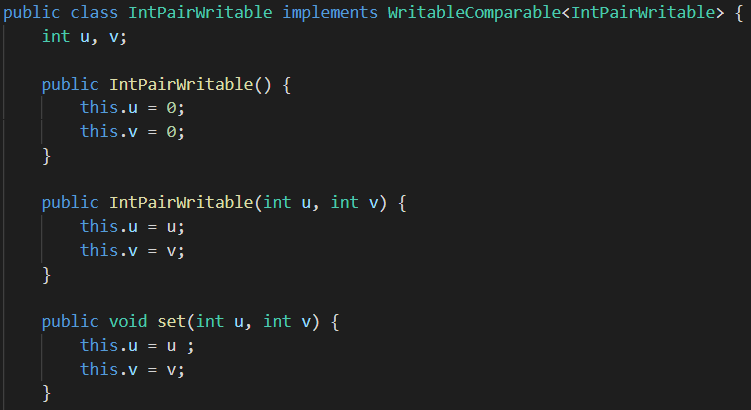 public class IntPairWritable implements WritableComparable<IntPairWritable> {
    int u, v;

    public IntPairWritable() {
        this.u = 0;
        this.v = 0;
    }

    public IntPairWritable(int u, int v) {
        this.u = u;
        this.v = v;
    }

    public void set(int u, int v) {
        this.u = u ;
        this.v = v;
    }